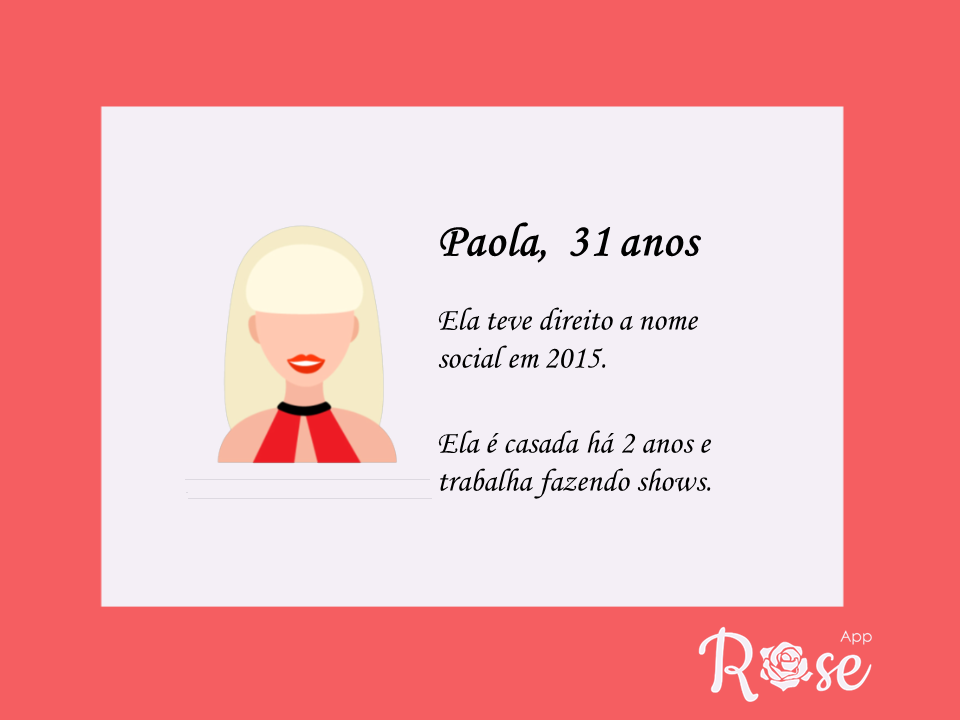 Paola, 31 anos
Ela teve direito a nome
social em 2015.
Ela é casada há 2 anos e
trabalha fazendo shows.
App
Rose